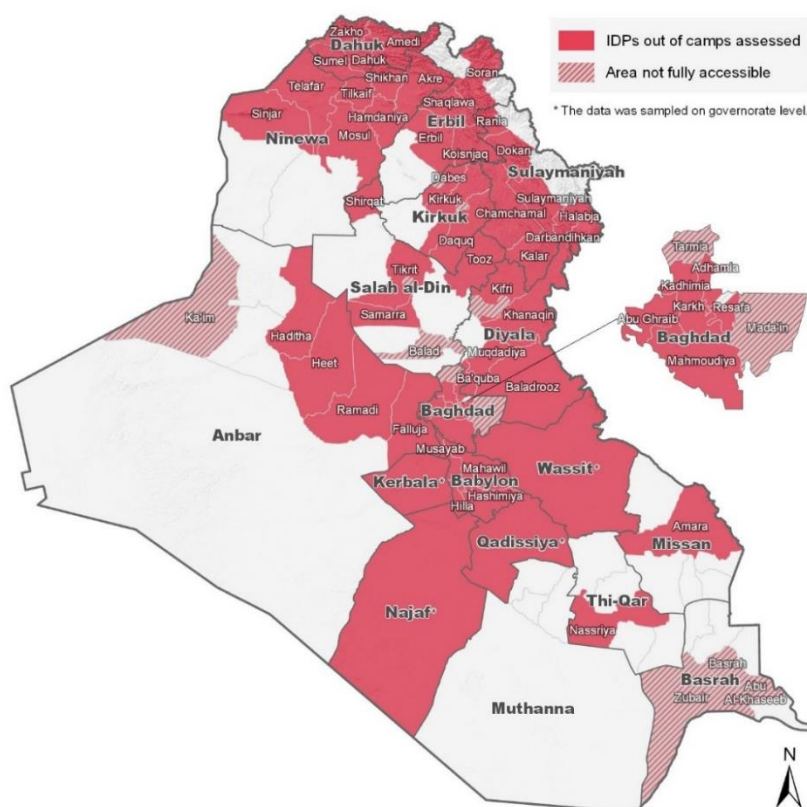 IDPs out of camps assessed
Area not fully accessible
* The data was sampled on governorate level.
Zakho
Dahuk
Amedi
Sumel
Dahuk
Soran
Shikhan
Akre
Telafar
Tilkaif
Shaqlawa
Sinjar
Hamdaniya
Erbil
Rania
Ninewa
Mosul
Erbil
Koisnjaq
Dokan
Sulaymaniyah
Dabes
Shirqat
Kirkuk
Sulaymaniyah
Kirkuk
Chamchamal
Halabja
Daquq
Darbandihkan
Tooz
Kalar
Tikrit
Salah al-Din
Kifri
Ka'im
Samarra
Khanaqin
Haditha
Diyala
Balad
Muqdadiya
Heet
Ba'quba
Baladrooz
Ramadi
Baghdad
Anbar
Falluja
Musayab
Mahawil
Wassit*
Kerbala*
Babylon
Hashimiya
Hilla
Amara
Qadissiya*
Missan
Najaf*
Thi-Qar
Nassriya
Basrah
Basrah
Abu
Al-Khaseeb
Zubair
Muthanna
Tarmia
Adhamia
Kadhimia
Karkh
Resafa
Abu Ghraib
Mada'in
Baghdad
Mahmoudiya
N